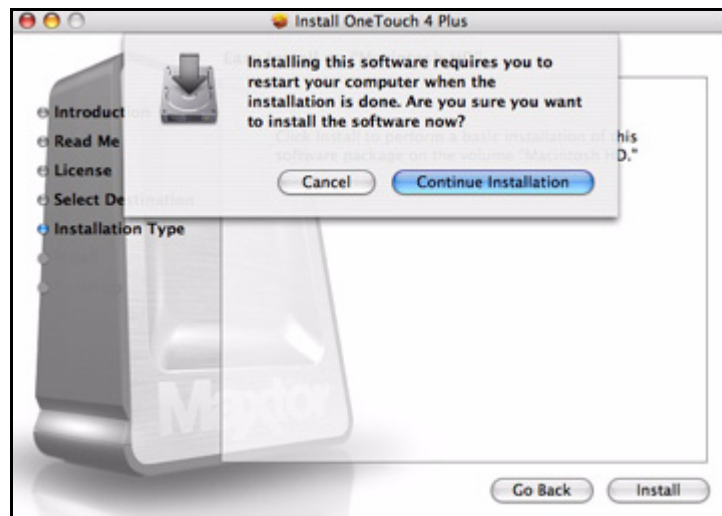 Install OneTouch 4 Plus
Installing this software requires you to
restart your computer when the
installation is done. Are you sure you want
to install the software now?
Cancel
Continue Installation
Introduct
Read Me
License
Select Destination
Installation Type
Click Install to perform a basic installation of this
software package on the volume "Macintosh HD."
Maxtor
Go Back
Install